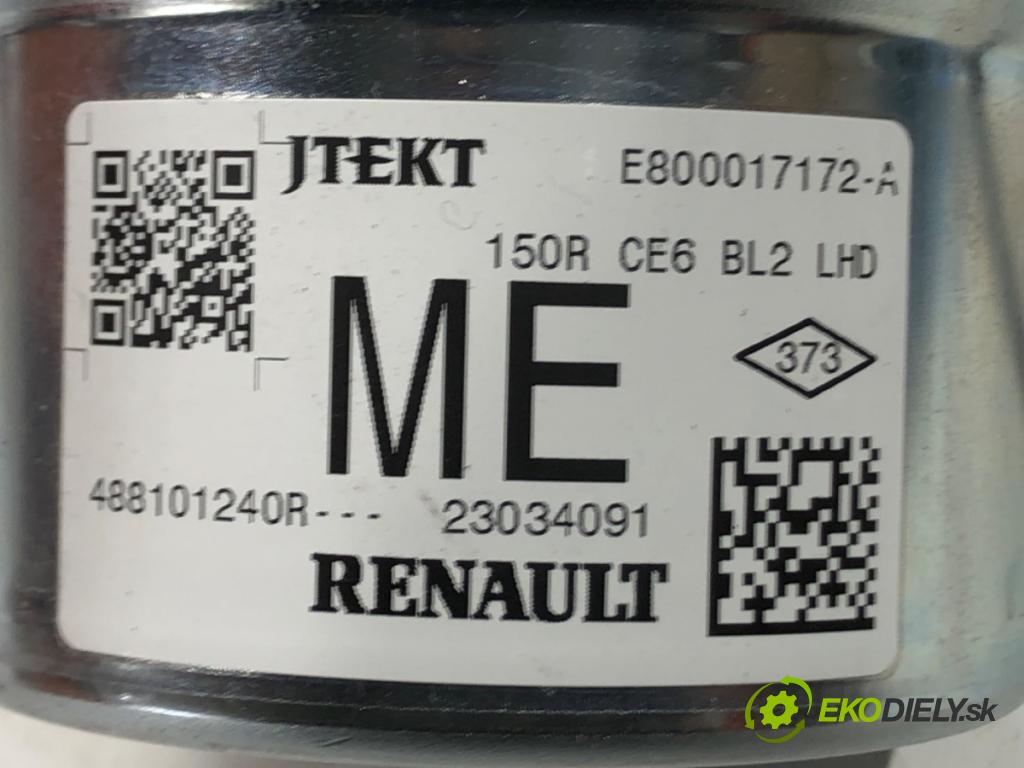 JTEKT E800017172-A
150R CE6 BL2 LHD
ME
373
488101240R--- 23034091
RENAULT
EKODIELY.sk